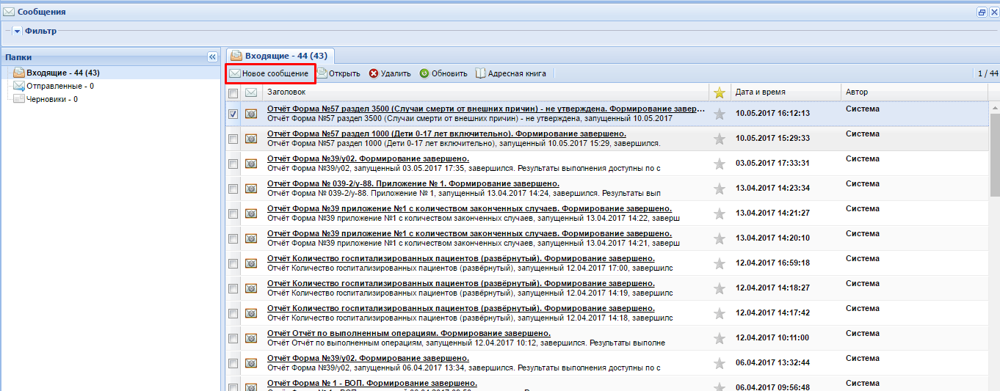 Сообщения
Фильтр
Папки
Входящие - 44 (43)
Отправленные - 0
Черновики - 0
Входящие - 44 (43)
Новое сообщение Открыть Удалить Обновить Адресная книга 1 / 44
Заголовок Дата и время Автор
Отчёт Форма №57 раздел 3500 (Случаи смерти от внешних причин) - не утверждена. Формирование завер... 10.05.2017 16:12:13 Система
Отчёт Форма №57 раздел 3500 (Случаи смерти от внешних причин) - не утверждена, запущенный 10.05.2017
Отчёт Форма №57 раздел 1000 (Дети 0-17 лет включительно). Формирование завершено. 10.05.2017 15:29:33 Система
Отчёт Форма №57 раздел 1000 (Дети 0-17 лет включительно), запущенный 10.05.2017 15:29, завершился.
Отчёт Форма №39/у02. Формирование завершено. 03.05.2017 17:33:31 Система
Отчёт Форма №39/у02, запущенный 03.05.2017 17:35, завершился. Результаты выполнения доступны по с
Отчёт Форма № 039-2/у-88. Приложение № 1. Формирование завершено. 13.04.2017 14:23:34 Система
Отчёт Форма № 039-2/у-88. Приложение № 1, запущенный 13.04.2017 14:24, завершился. Результаты вып
Отчёт Форма №39 приложение №1 с количеством законченных случаев. Формирование завершено. 13.04.2017 14:21:27 Система
Отчёт Форма №39 приложение №1 с количеством законченных случаев, запущенный 13.04.2017 14:22, заверш
Отчёт Форма №39 приложение №1 с количеством законченных случаев. Формирование завершено. 13.04.2017 14:20:10 Система
Отчёт Форма №39 приложение №1 с количеством законченных случаев, запущенный 13.04.2017 14:21, заверш
Отчёт Количество госпитализированных пациентов (развёрнутый). Формирование завершено. 12.04.2017 16:59:18 Система
Отчёт Количество госпитализированных пациентов (развёрнутый), запущенный 12.04.2017 17:00, завершилс
Отчёт Количество госпитализированных пациентов (развёрнутый). Формирование завершено. 12.04.2017 14:18:27 Система
Отчёт Количество госпитализированных пациентов (развёрнутый), запущенный 12.04.2017 14:19, завершилс
Отчёт Количество госпитализированных пациентов (развёрнутый). Формирование завершено. 12.04.2017 14:17:42 Система
Отчёт Количество госпитализированных пациентов (развёрнутый), запущенный 12.04.2017 14:18, завершилс
Отчёт Отчёт по выполненным операциям. Формирование завершено. 12.04.2017 10:11:00 Система
Отчёт Отчёт по выполненным операциям, запущенный 12.04.2017 10:12, завершился. Результаты выполне
Отчёт Форма №39/у02. Формирование завершено. 06.04.2017 13:32:44 Система
Отчёт Форма №39/у02, запущенный 06.04.2017 13:34, завершился. Результаты выполнения доступны по с
Отчёт Форма № 1 - ВОП. Формирование завершено. 06.04.2017 09:56:48 Система